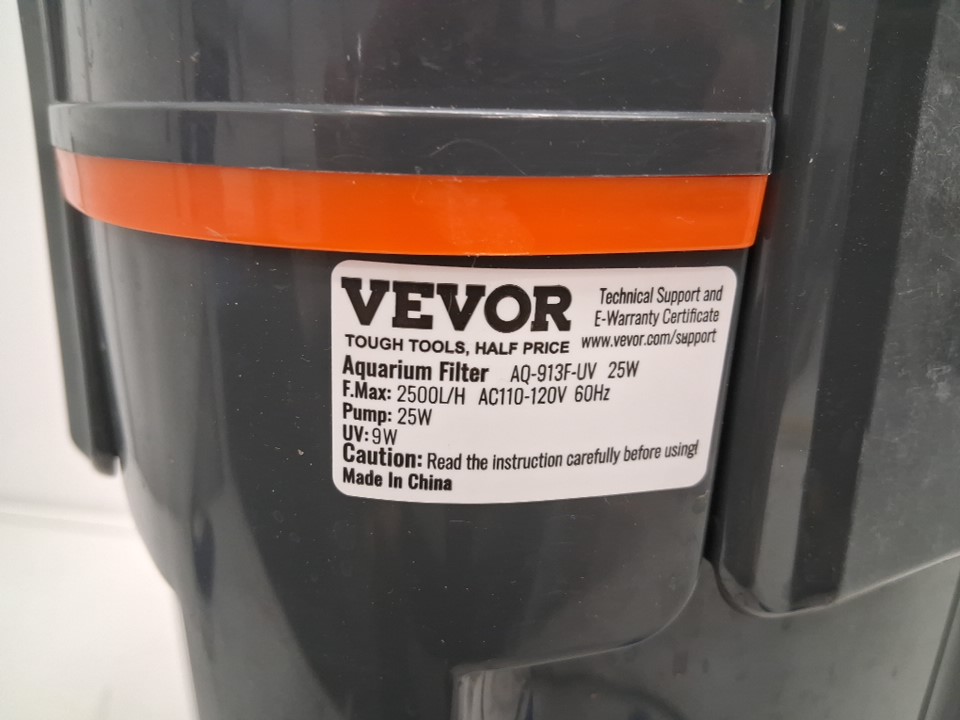 VEVOR
TOUGH TOOLS, HALF PRICE
Technical Support and
E-Warranty Certificate
www.vevor.com/support
Aquarium Filter AQ-913F-UV 25W
F.Max: 2500L/H AC110-120V 60Hz
Pump: 25W
UV: 9W
Caution: Read the instruction carefully before using!
Made In China